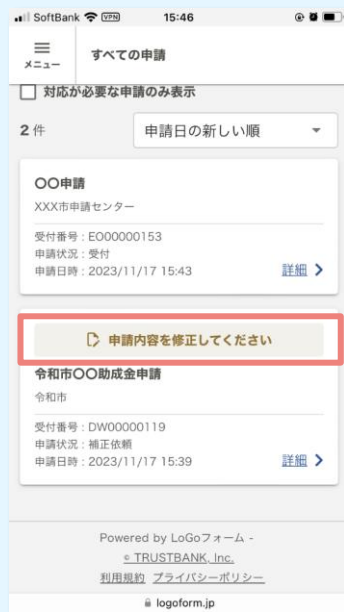 SoftBank VPN 15:46
メニュー
すべての申請
対応が必要な申請のみ表示
2 件
申請日の新しい順
〇〇申請
XXX市申請センター
受付番号 : EO00000153
申請状況 : 受付
申請日時 : 2023/11/17 15:43
詳細
申請内容を修正してください
令和市〇〇助成金申請
令和市
受付番号 : DW00000119
申請状況 : 補正依頼
申請日時 : 2023/11/17 15:39
詳細
Powered by LoGoフォーム -
© TRUSTBANK, Inc.
利用規約 プライバシーポリシー
logoform.jp